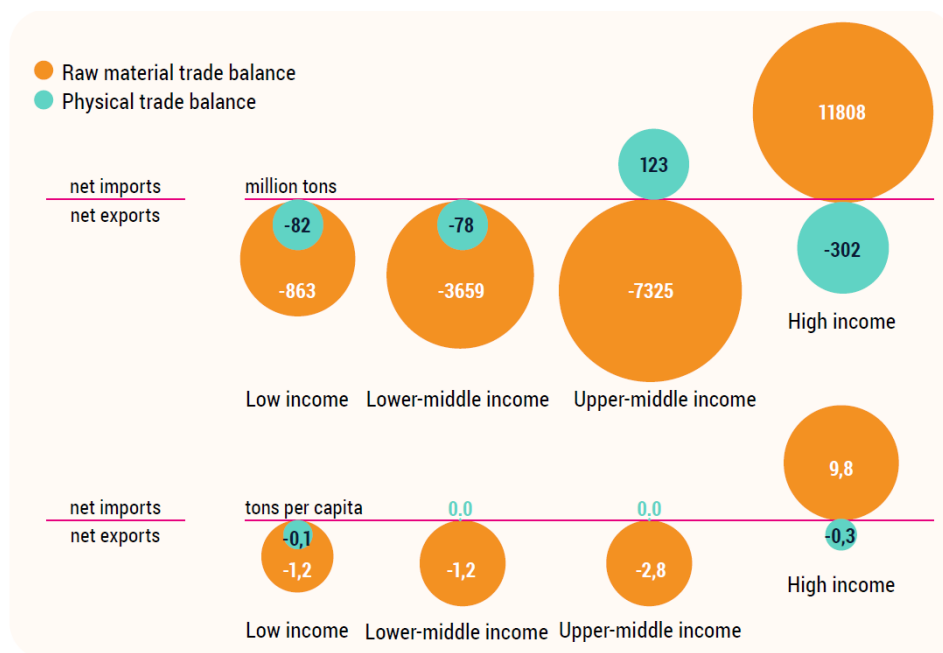 Raw material trade balance
Physical trade balance
11808
123
net imports
million tons
net exports
-82
-78
-302
-863
-3659
-7325
High income
Low income
Lower-middle income
Upper-middle income
9,8
net imports
tons per capita
0.0
0.0
net exports
-0,1
-0,3
-1,2
-1,2
-2,8
High income
Low income
Lower-middle income
Upper-middle income